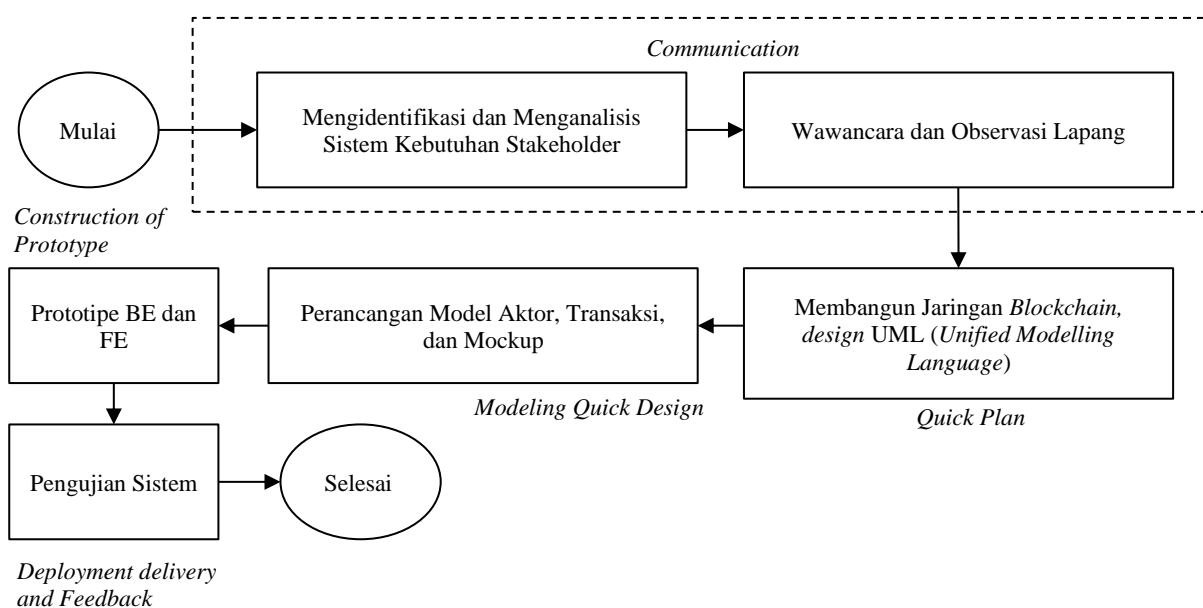 Communication
Mulai
Mengidentifikasi dan Menganalisis
Sistem Kebutuhan Stakeholder
Wawancara dan Observasi Lapang
Construction of
Prototype
Prototipe BE dan
FE
Perancangan Model Aktor, Transaksi,
dan Mockup
Membangun Jaringan Blockchain,
design UML (Unified Modelling
Language)
Modeling Quick Design
Quick Plan
Pengujian Sistem
Selesai
Deployment delivery
and Feedback